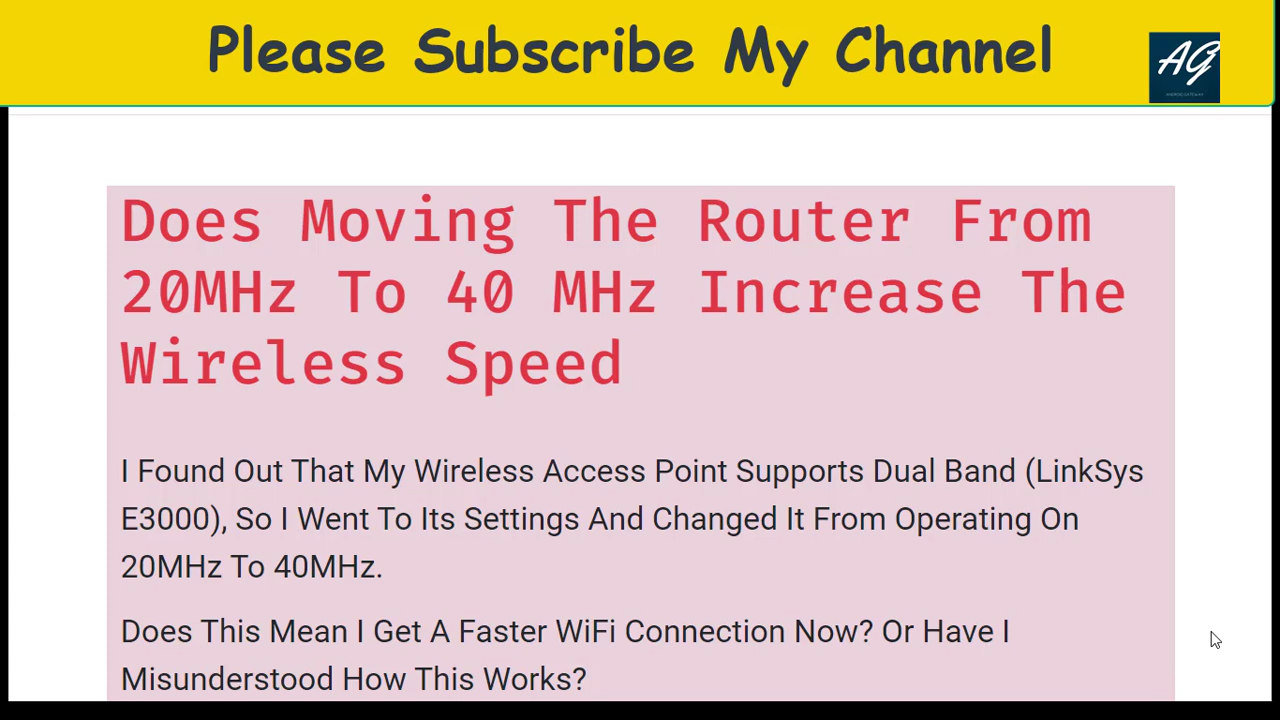 Please Subscribe My Channel
AG
Does Moving The Router From
20MHz To 40 MHz Increase The
Wireless Speed
I Found Out That My Wireless Access Point Supports Dual Band (LinkSys
E3000), So I Went To Its Settings And Changed It From Operating On
20MHz To 40MHz.
Does This Mean I Get A Faster WiFi Connection Now? Or Have I
Misunderstood How This Works?